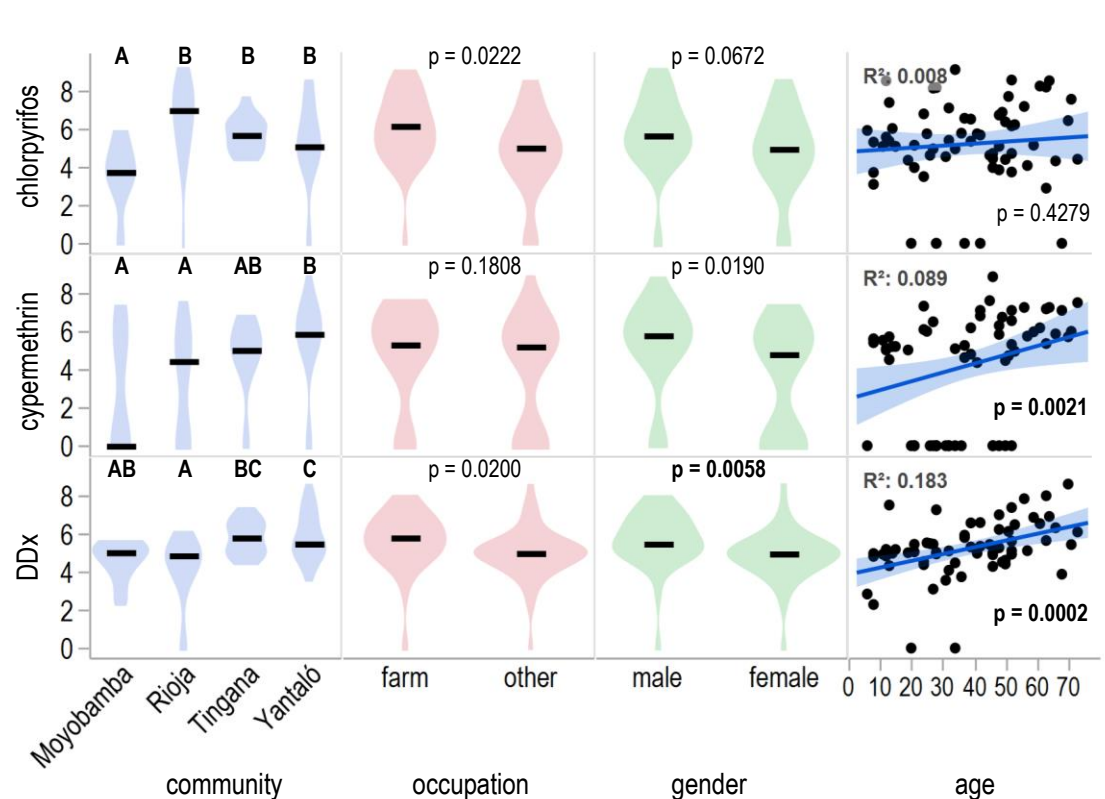 A B B B p = 0.0222 p = 0.0672
R²: 0.008
chlorpyrifos
8
6
4
2
0
p = 0.4279
A A AB B p = 0.1808 p = 0.0190
R²: 0.089
cypermethrin
8
6
4
2
0
p = 0.0021
AB A BC C p = 0.0200 p = 0.0058
R²: 0.183
DDx
8
6
4
2
0
p = 0.0002
Moyobamba Rioja Tingana Yantaló farm other male female 0 10 20 30 40 50 60 70
community occupation gender age